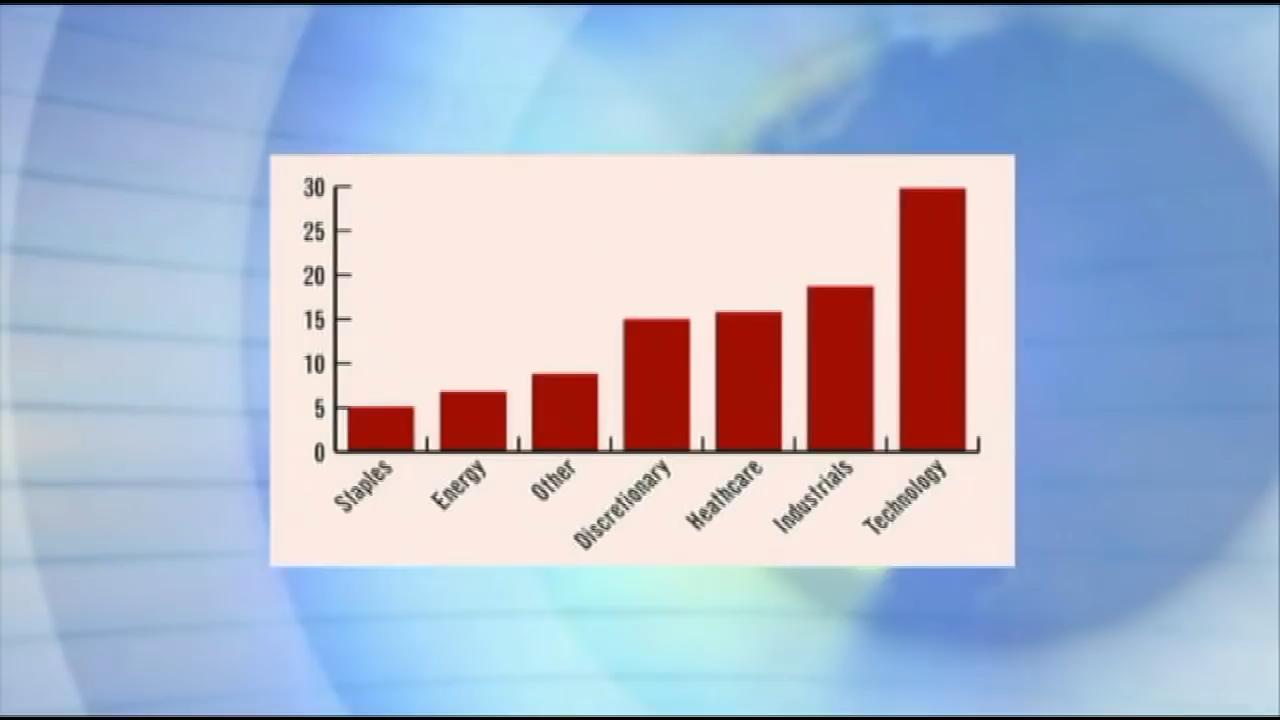 30
25
20
15
10
5
0
Staples
Energy
Other
Discretionary
Heathcare
Industrials
Technology